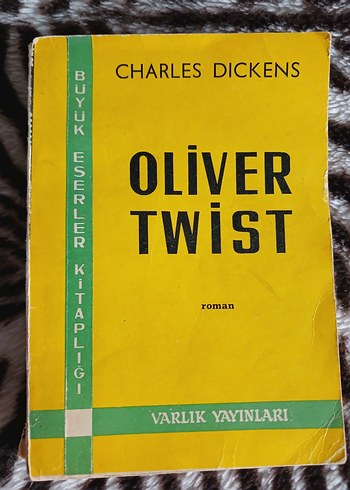 CHARLES DICKENS
OLİVER
TWİST
roman
BÜYÜK ESERLER KİTAPLIĞI
VARLIK YAYINLARI